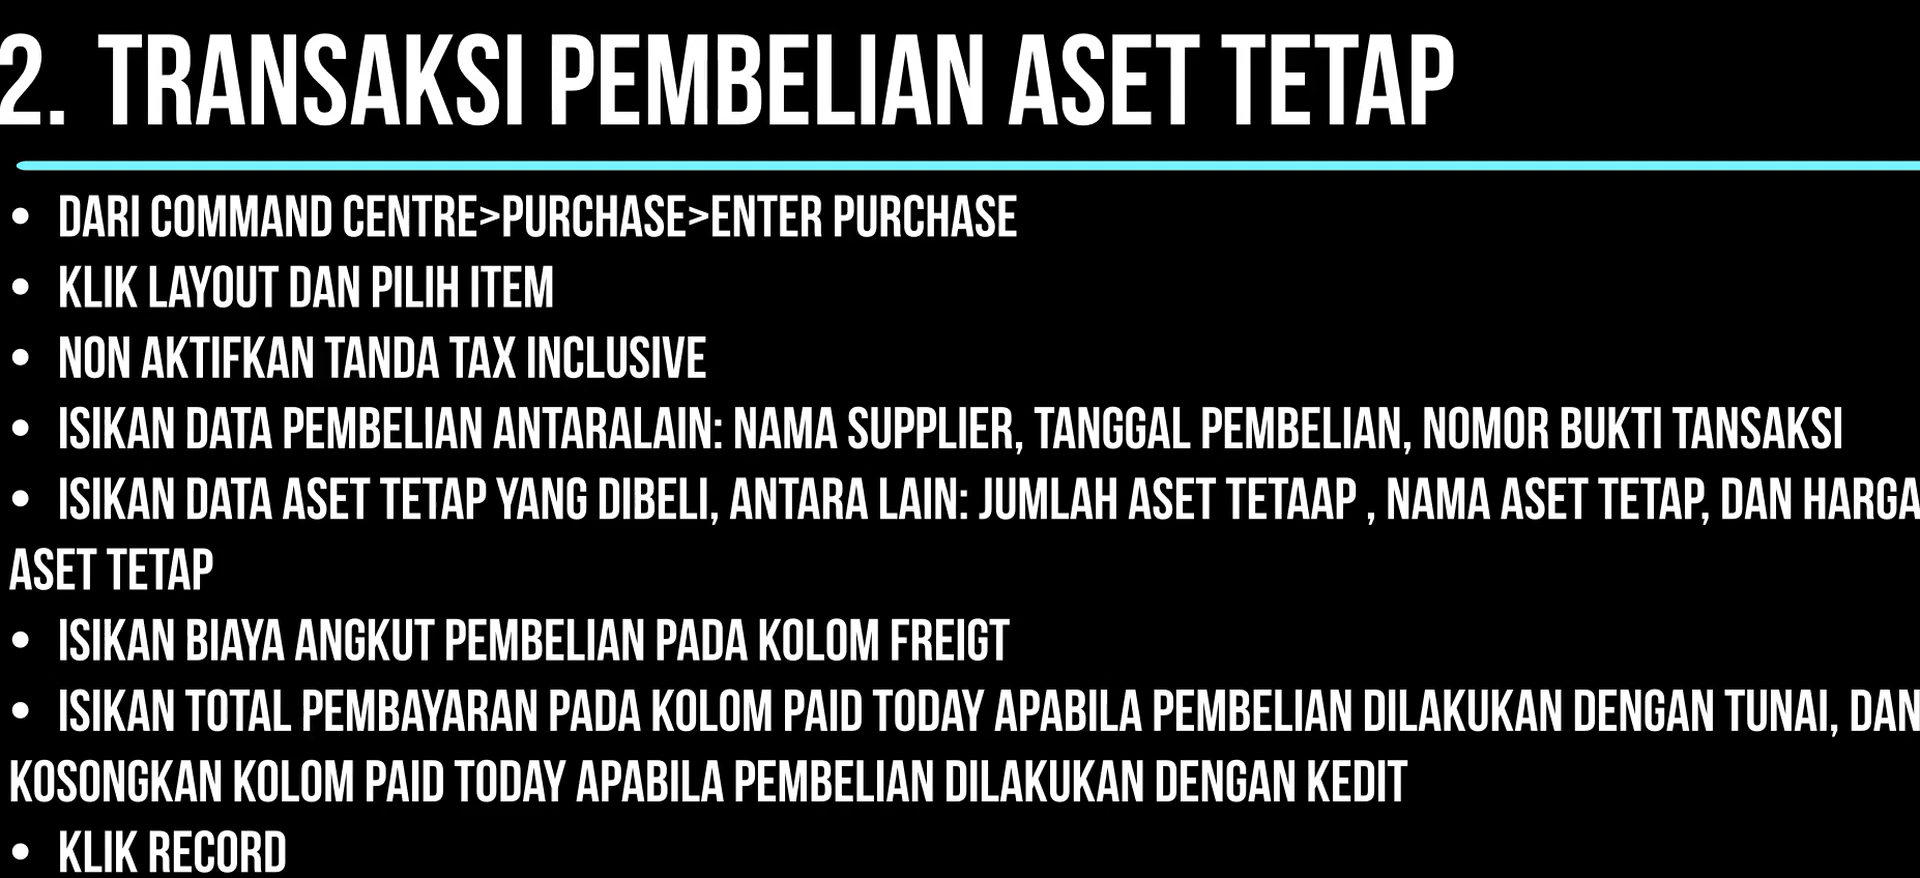 2. TRANSAKSI PEMBELIAN ASET TETAP
• DARI COMMAND CENTRE>PURCHASE>ENTER PURCHASE
• KLIK LAYOUT DAN PILIH ITEM
• NON AKTIFKAN TANDA TAX INCLUSIVE
• ISIKAN DATA PEMBELIAN ANTARALAIN: NAMA SUPPLIER, TANGGAL PEMBELIAN, NOMOR BUKTI TANSAKSI
• ISIKAN DATA ASET TETAP YANG DIBELI, ANTARA LAIN: JUMLAH ASET TETAAP , NAMA ASET TETAP, DAN HARGA
ASET TETAP
• ISIKAN BIAYA ANGKUT PEMBELIAN PADA KOLOM FREIGT
• ISIKAN TOTAL PEMBAYARAN PADA KOLOM PAID TODAY APABILA PEMBELIAN DILAKUKAN DENGAN TUNAI, DAN
KOSONGKAN KOLOM PAID TODAY APABILA PEMBELIAN DILAKUKAN DENGAN KEDIT
• KLIK RECORD